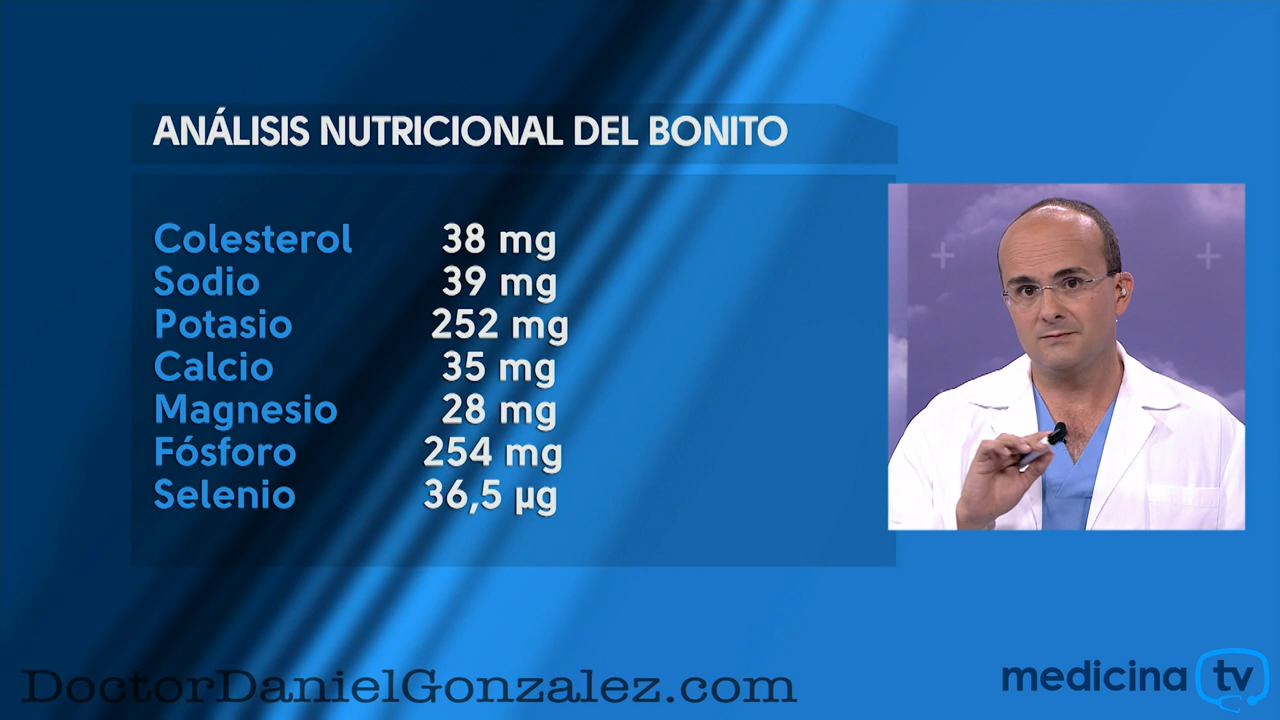 ANÁLISIS NUTRICIONAL DEL BONITO
Colesterol 38 mg
Sodio 39 mg
Potasio 252 mg
Calcio 35 mg
Magnesio 28 mg
Fósforo 254 mg
Selenio 36,5 µg
DoctorDanielGonzalez.com
medicina tv